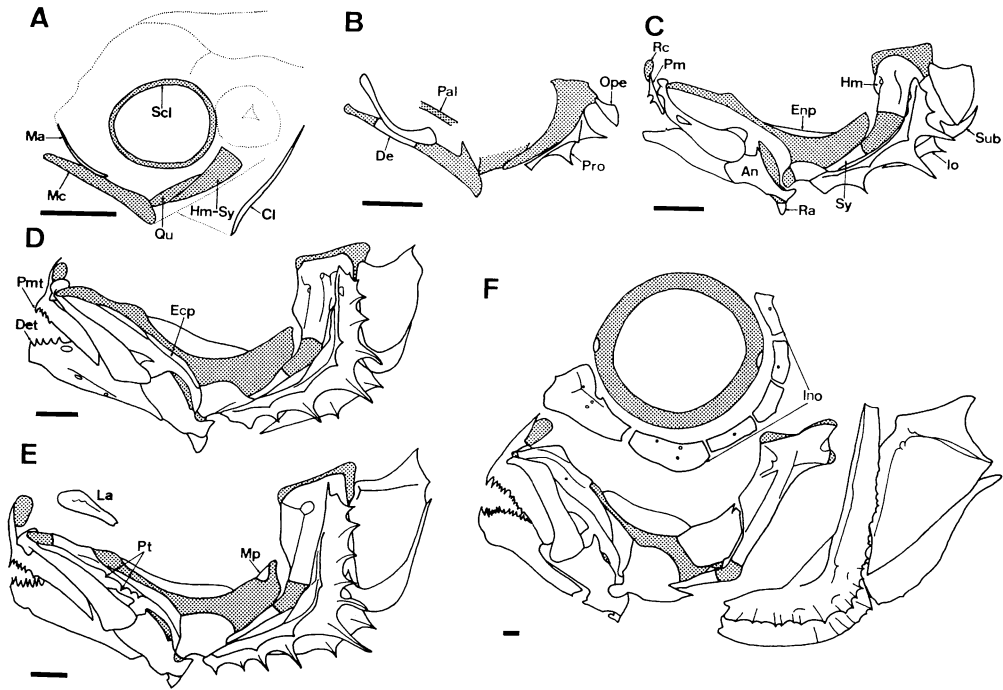 A
Scl
Ma
Mc
Qu
Hm-Sy
Cl
B
Pal
Ope
De
Pro
C
Rc
Pm
Hm
Enp
Sub
Io
An
Sy
Ra
D
Pmt
Det
Ecp
E
La
Pt
Mp
F
Ino